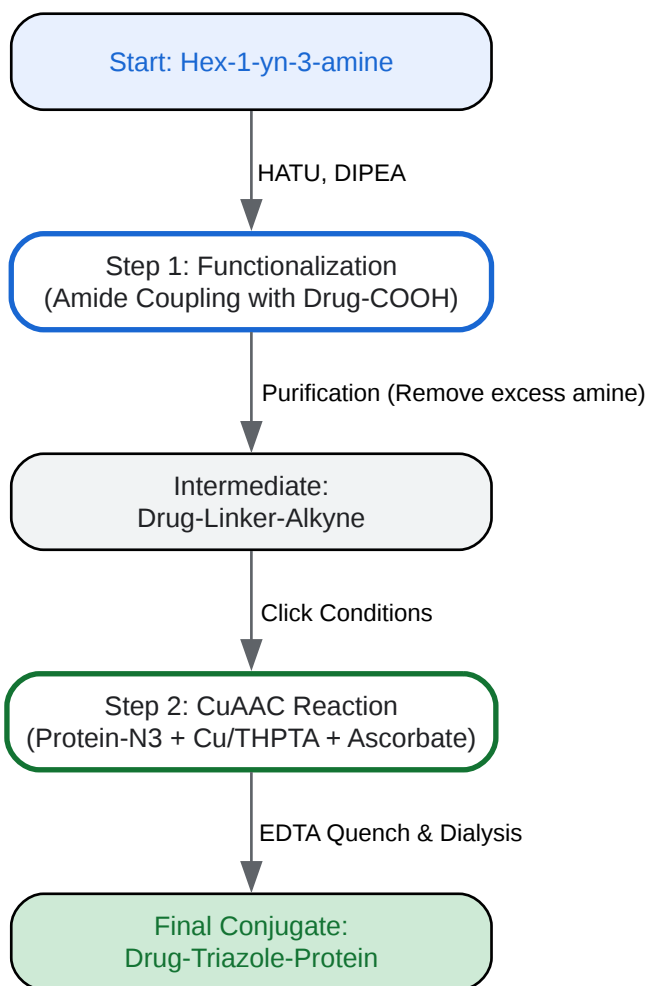 Start: Hex-1-yn-3-amine
HATU, DIPEA
Step 1: Functionalization
(Amide Coupling with Drug-COOH)
Purification (Remove excess amine)
Intermediate:
Drug-Linker-Alkyne
Click Conditions
Step 2: CuAAC Reaction
(Protein-N3 + Cu/THPTA + Ascorbate)
EDTA Quench & Dialysis
Final Conjugate:
Drug-Triazole-Protein